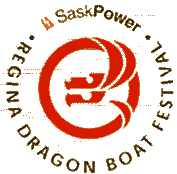 SaskPower
• REGINA DRAGON BOAT FESTIVAL •